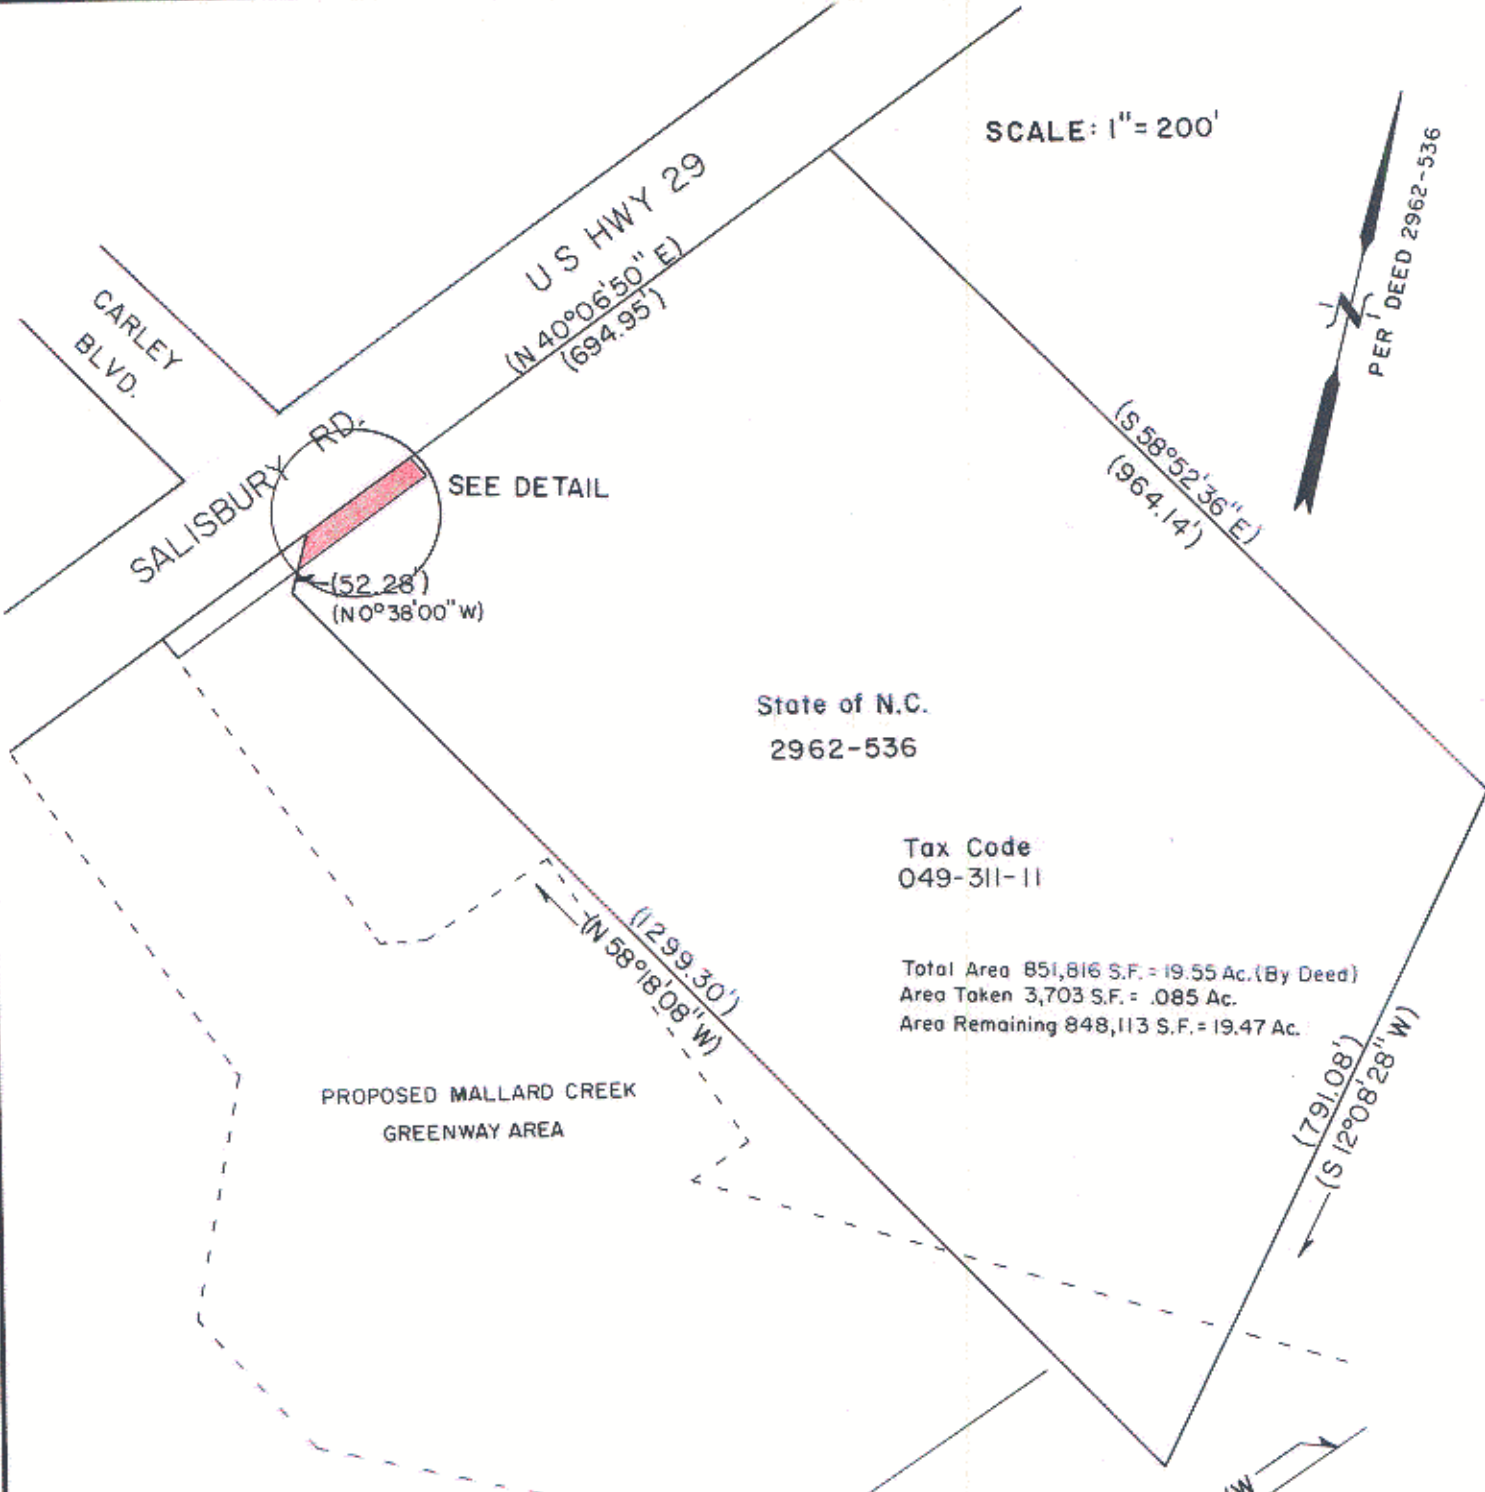 SCALE: 1"= 200'
U S HWY 29
(N 40°06'50" E)
(694.95')
N
PER DEED 2962-536
CARLEY
BLVD.
SALISBURY RD.
SEE DETAIL
(52.28')
(N 0°38'00" W)
(S 58°52'36" E)
(964.14')
State of N.C.
2962-536
Tax Code
049-311-11
(1299.30')
(N 58°18'08" W)
Total Area 851,816 S.F. = 19.55 Ac. (By Deed)
Area Taken 3,703 S.F. = .085 Ac.
Area Remaining 848,113 S.F. = 19.47 Ac.
(791.08')
(S 12°08'28" W)
PROPOSED MALLARD CREEK
GREENWAY AREA